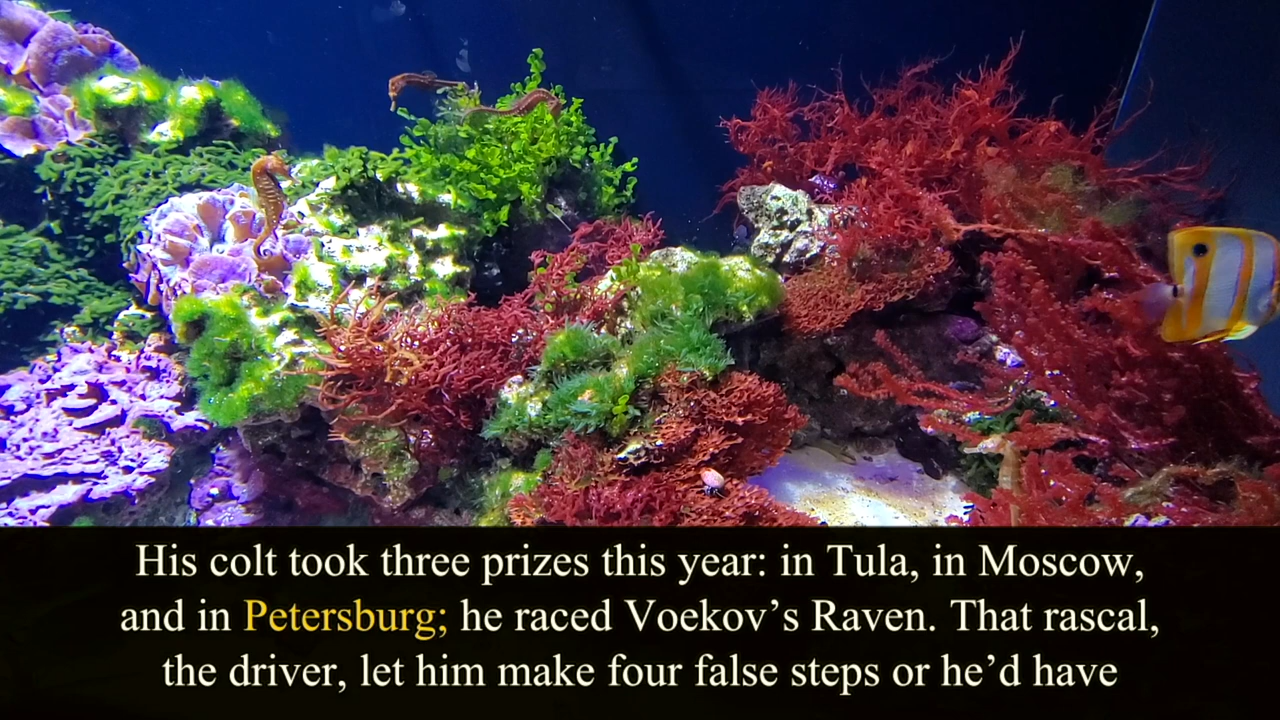 His colt took three prizes this year: in Tula, in Moscow,
and in Petersburg; he raced Voekov’s Raven. That rascal,
the driver, let him make four false steps or he’d have